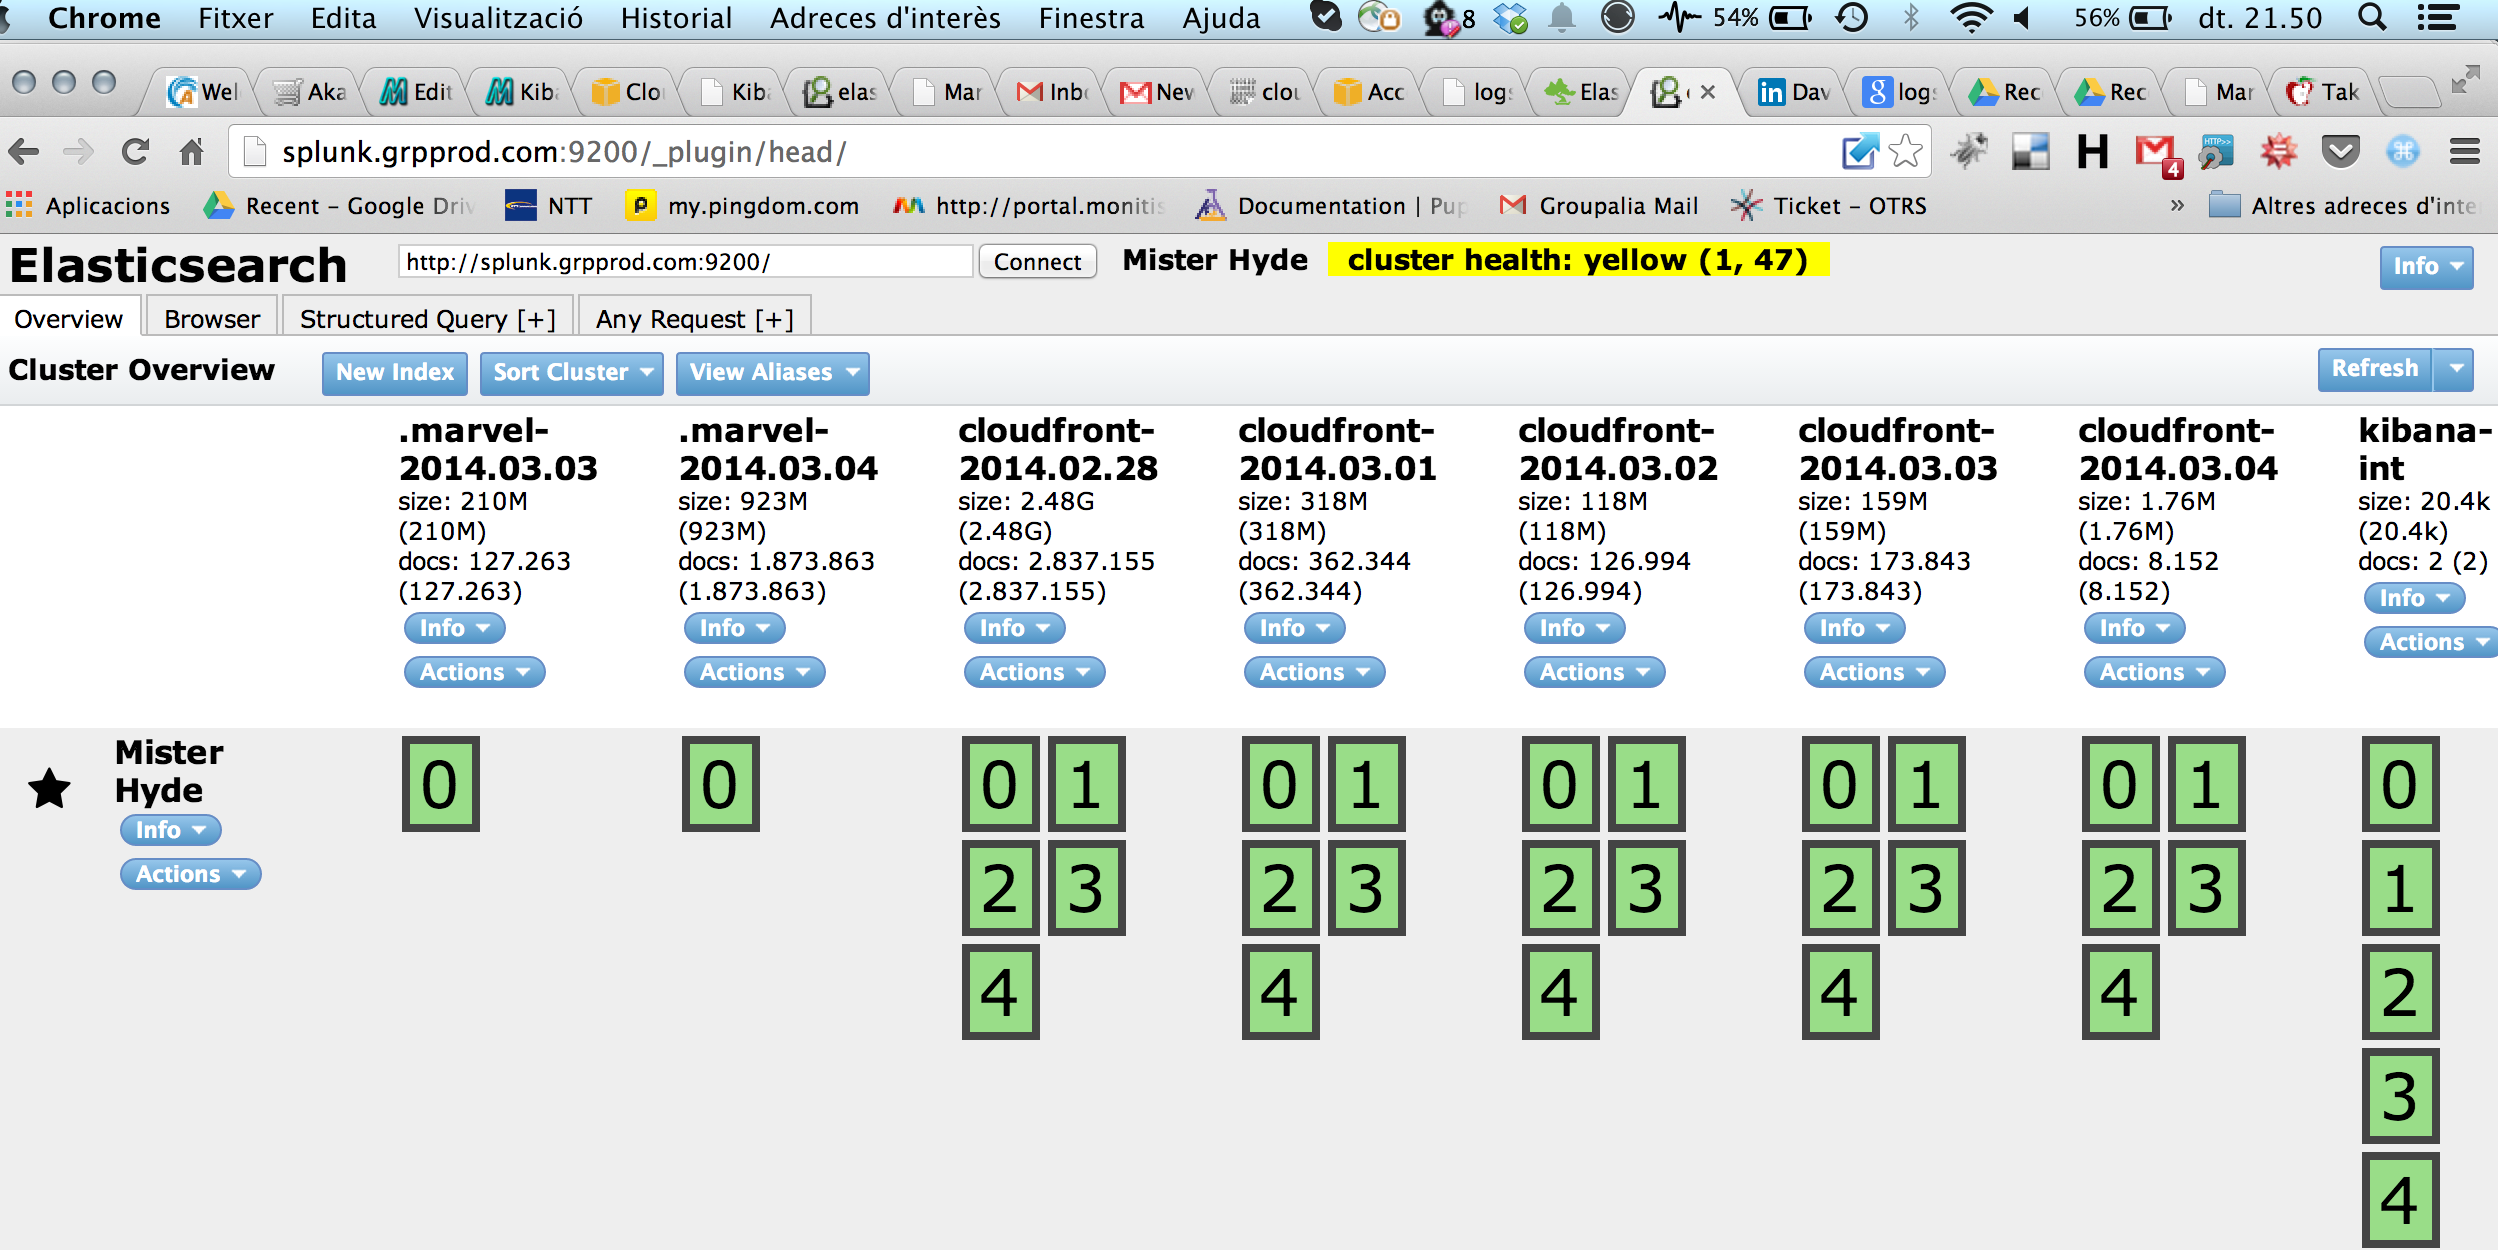 Chrome Fitxer Edita Visualització Historial Adreces d'interès Finestra Ajuda 8 54% 56% dt. 21.50
Wel Aka Edit Kiba Clo Kiba elas Mar Inbo New clou Acc logs Elas Dav logs Rec Rec Mar Tak
splunk.grpprod.com:9200/_plugin/head/ H 4
Aplicacions Recent – Google Driv NTT my.pingdom.com http://portal.monitis Documentation | Pup Groupalia Mail Ticket – OTRS » Altres adreces d'inte
Elasticsearch http://splunk.grpprod.com:9200/ Connect Mister Hyde cluster health: yellow (1, 47) Info
Overview Browser Structured Query [+] Any Request [+]
Cluster Overview New Index Sort Cluster View Aliases Refresh
.marvel-2014.03.03
size: 210M
(210M)
docs: 127.263
(127.263)
Info
Actions
.marvel-2014.03.04
size: 923M
(923M)
docs: 1.873.863
(1.873.863)
Info
Actions
cloudfront-2014.02.28
size: 2.48G
(2.48G)
docs: 2.837.155
(2.837.155)
Info
Actions
cloudfront-2014.03.01
size: 318M
(318M)
docs: 362.344
(362.344)
Info
Actions
cloudfront-2014.03.02
size: 118M
(118M)
docs: 126.994
(126.994)
Info
Actions
cloudfront-2014.03.03
size: 159M
(159M)
docs: 173.843
(173.843)
Info
Actions
cloudfront-2014.03.04
size: 1.76M
(1.76M)
docs: 8.152
(8.152)
Info
Actions
kibana-int
size: 20.4k
(20.4k)
docs: 2 (2)
Info
Actions
Mister
Hyde
Info
Actions
0 0 0 1 0 1 0 1 0 1 0 1 0
2 3 2 3 2 3 2 3 2 3 1
4 4 4 4 4 2
3
4